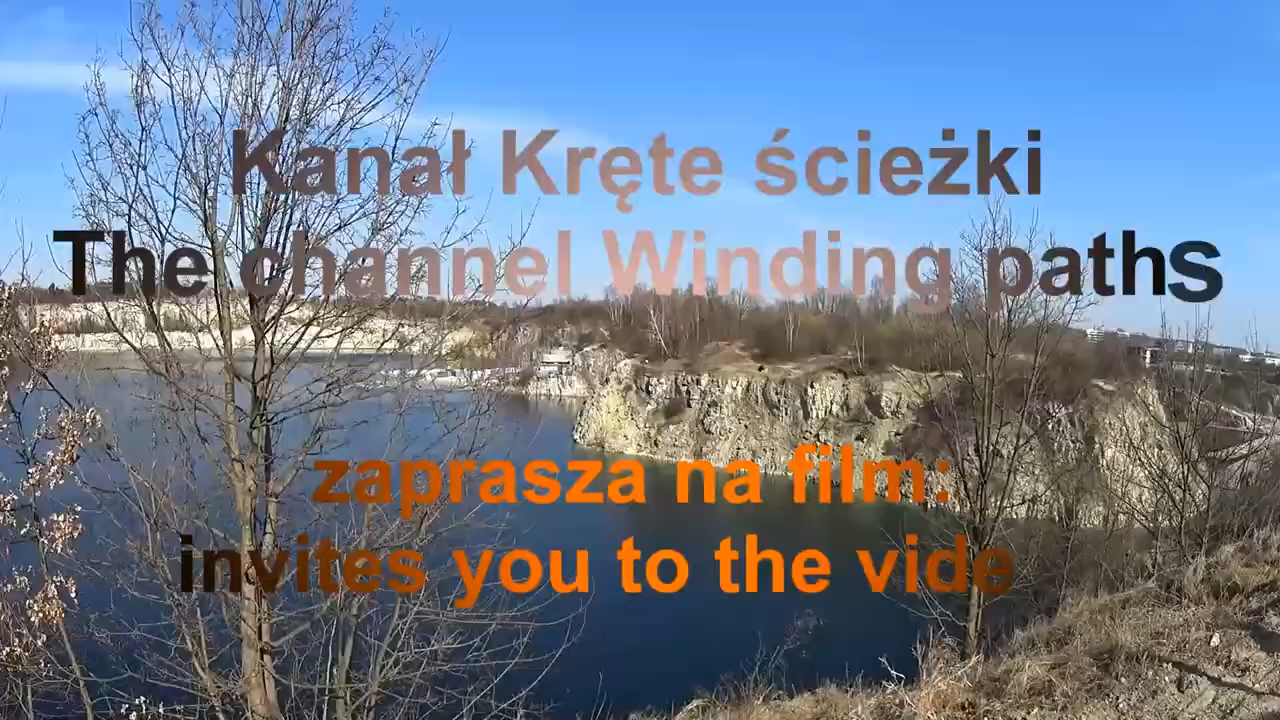 Kanał Kręte ścieżki
The channel Winding paths
zaprasza na film:
invites you to the vide